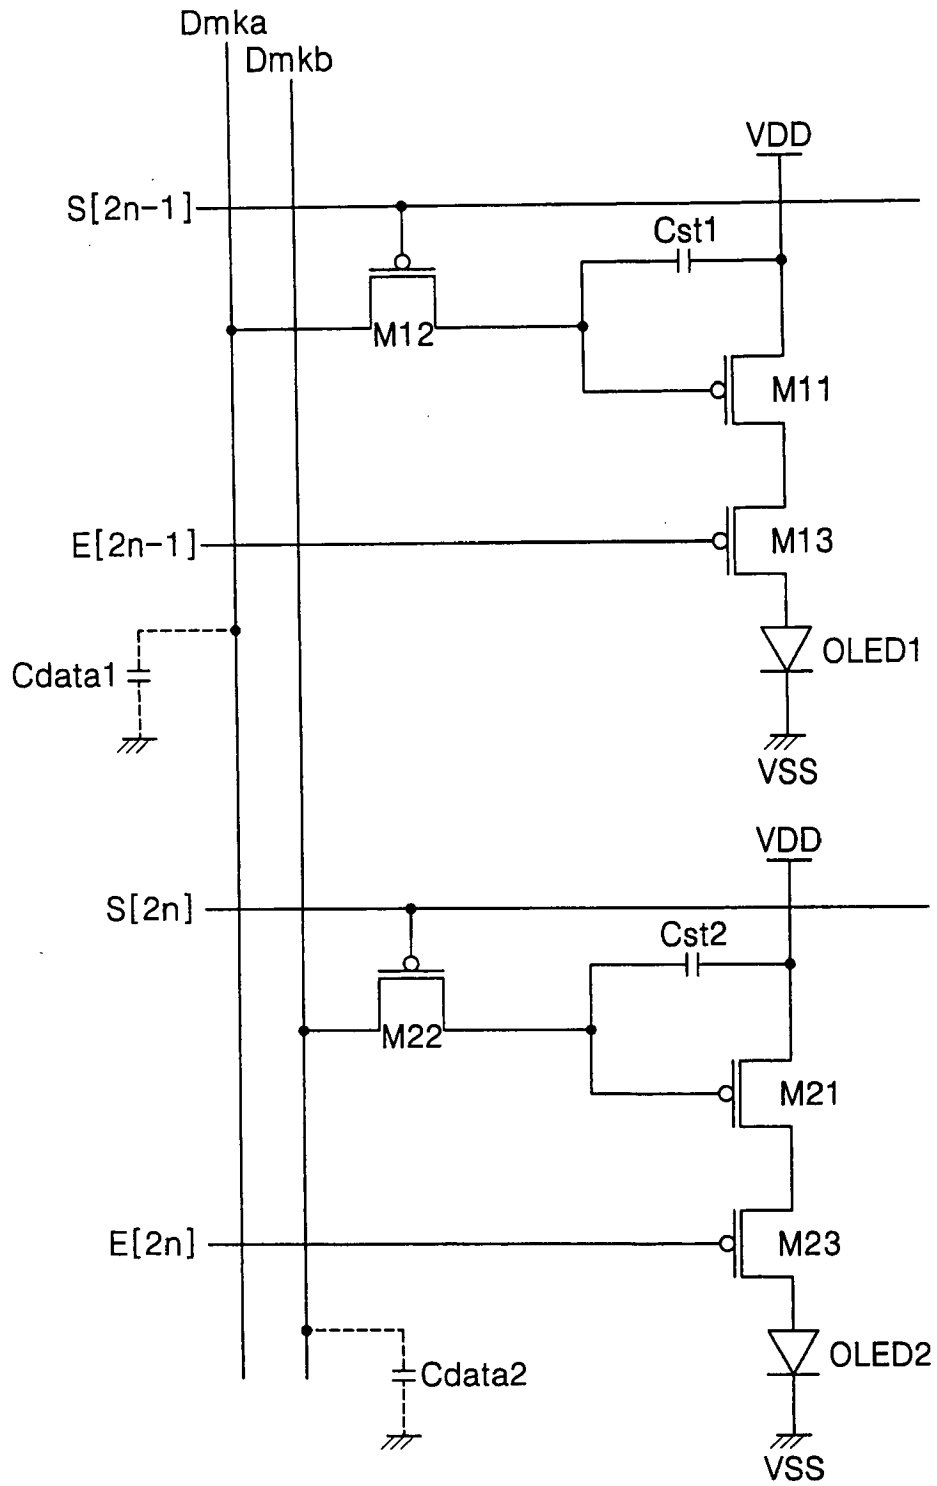 Dmka
Dmkb
VDD
S[2n-1]
Cst1
M12
M11
E[2n-1]
M13
Cdata1
OLED1
VSS
VDD
S[2n]
Cst2
M22
M21
E[2n]
M23
OLED2
Cdata2
VSS